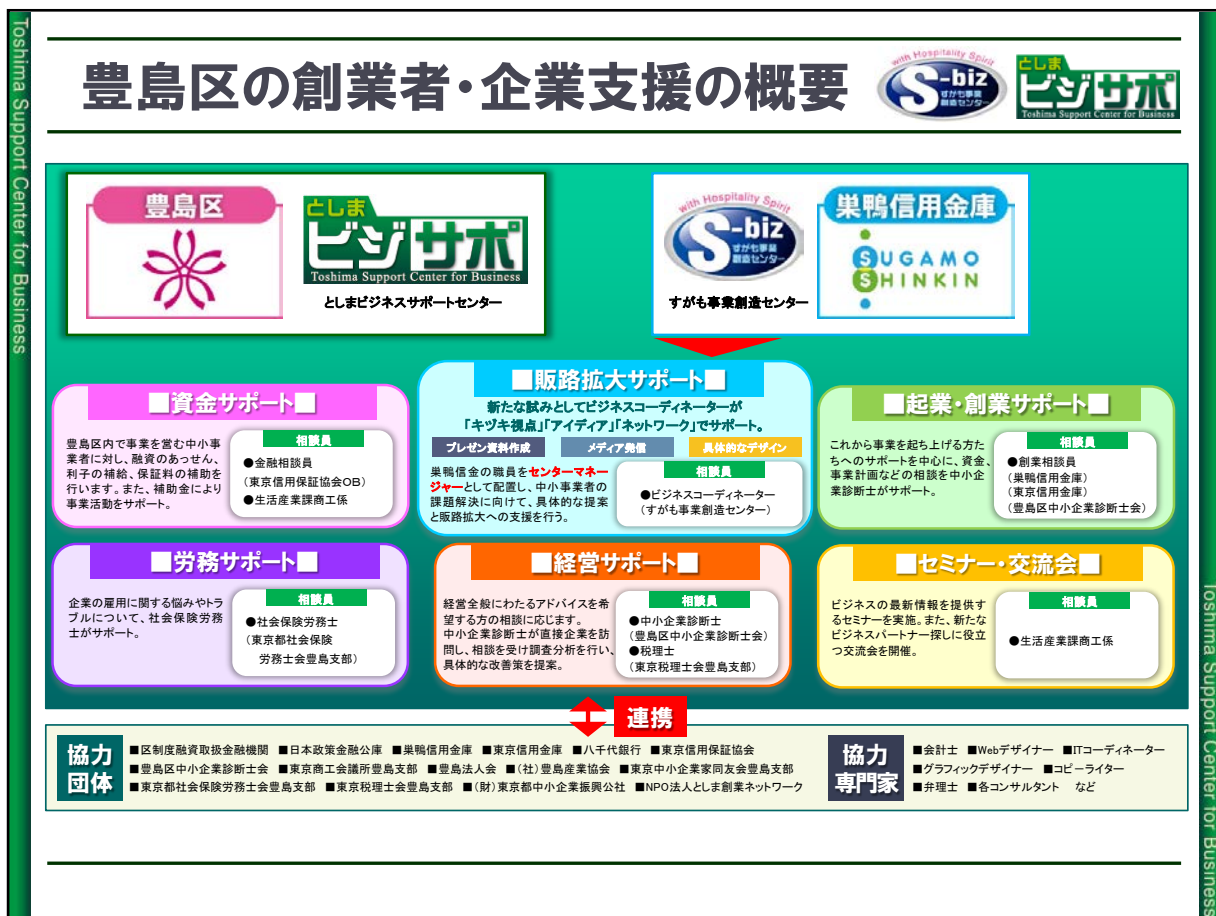 Toshima Support Center for Business
豊島区の創業者・企業支援の概要
with Hospitality Spirit
S-biz
すがも事業
創造センター
としま
ビジサポ
Toshima Support Center for Business
豊島区
としま
ビジサポ
Toshima Support Center for Business
としまビジネスサポートセンター
with Hospitality Spirit
S-biz
すがも事業
創造センター
すがも事業創造センター
巣鴨信用金庫
SUGAMO
SHINKIN
■資金サポート■
豊島区内で事業を営む中小事
業者に対し、融資のあっせん、
利子の補給、保証料の補助を
行います。また、補助金により
事業活動をサポート。
相談員
●金融相談員
(東京信用保証協会OB)
●生活産業課商工係
■販路拡大サポート■
新たな試みとしてビジネスコーディネーターが
「キヅキ視点」「アイディア」「ネットワーク」でサポート。
プレゼン資料作成
メディア発信
具体的なデザイン
巣鴨信金の職員をセンターマネー
ジャーとして配置し、中小事業者の
課題解決に向けて、具体的な提案
と販路拡大への支援を行う。
相談員
●ビジネスコーディネーター
(すがも事業創造センター)
■起業・創業サポート■
これから事業を起ち上げる方た
ちへのサポートを中心に、資金、
事業計画などの相談を中小企
業診断士がサポート。
相談員
●創業相談員
(巣鴨信用金庫)
(東京信用金庫)
(豊島区中小企業診断士会)
■労務サポート■
企業の雇用に関する悩みやトラ
ブルについて、社会保険労務
士がサポート。
相談員
●社会保険労務士
(東京都社会保険
労務士会豊島支部)
■経営サポート■
経営全般にわたるアドバイスを希
望する方の相談に応じます。
中小企業診断士が直接企業を訪
問し、相談を受け調査分析を行い、
具体的な改善策を提案。
相談員
●中小企業診断士
(豊島区中小企業診断士会)
●税理士
(東京税理士会豊島支部)
■セミナー・交流会■
ビジネスの最新情報を提供す
るセミナーを実施。また、新たな
ビジネスパートナー探しに役立
つ交流会を開催。
相談員
●生活産業課商工係
連携
協力
団体
■区制度融資取扱金融機関 ■日本政策金融公庫 ■巣鴨信用金庫 ■東京信用金庫 ■八千代銀行 ■東京信用保証協会
■豊島区中小企業診断士会 ■東京商工会議所豊島支部 ■豊島法人会 ■(社)豊島産業協会 ■東京中小企業家同友会豊島支部
■東京都社会保険労務士会豊島支部 ■東京税理士会豊島支部 ■(財)東京都中小企業振興公社 ■NPO法人としま創業ネットワーク
協力
専門家
■会計士 ■Webデザイナー ■ITコーディネーター
■グラフィックデザイナー ■コピーライター
■弁理士 ■各コンサルタント など
Toshima Support Center for Business